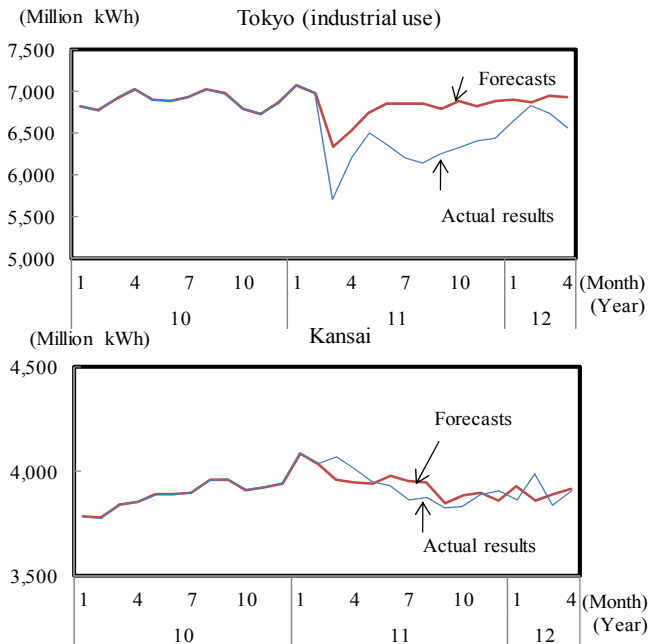 (Million kWh)
Tokyo (industrial use)
7,500
7,000
6,500
6,000
5,500
5,000
Forecasts
Actual results
1 4 7 10 1 4 7 10 1 4 (Month)
10 11 12 (Year)
(Million kWh)
Kansai
4,500
4,000
3,500
Forecasts
Actual results
1 4 7 10 1 4 7 10 1 4 (Month)
10 11 12 (Year)